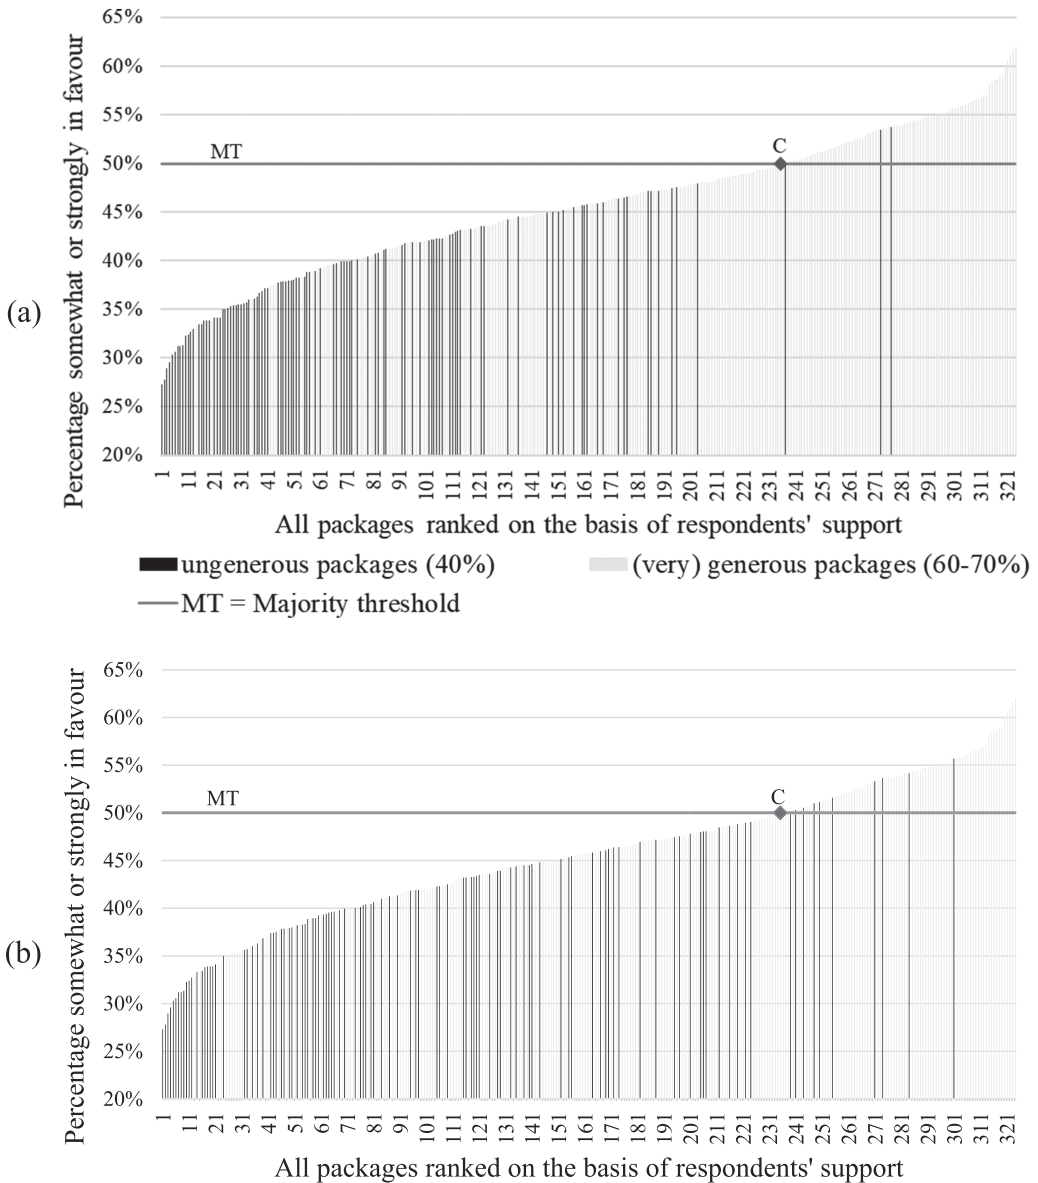 65%
60%
55%
50%
45%
40%
35%
30%
25%
20%
Percentage somewhat or strongly in favour
(a)
MT
C
1 11 21 31 41 51 61 71 81 91 101 111 121 131 141 151 161 171 181 191 201 211 221 231 241 251 261 271 281 291 301 311 321
All packages ranked on the basis of respondents' support
ungenerous packages (40%) (very) generous packages (60-70%)
MT = Majority threshold
65%
60%
55%
50%
45%
40%
35%
30%
25%
20%
Percentage somewhat or strongly in favour
(b)
MT
C
1 11 21 31 41 51 61 71 81 91 101 111 121 131 141 151 161 171 181 191 201 211 221 231 241 251 261 271 281 291 301 311 321
All packages ranked on the basis of respondents' support